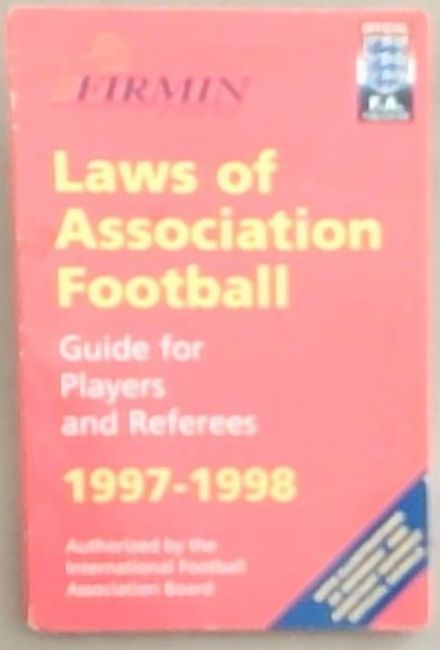 FIRMIN
OFFICIAL
F.A.
Laws of
Association
Football
Guide for
Players
and Referees
1997-1998
Authorized by the
International Football
Association Board